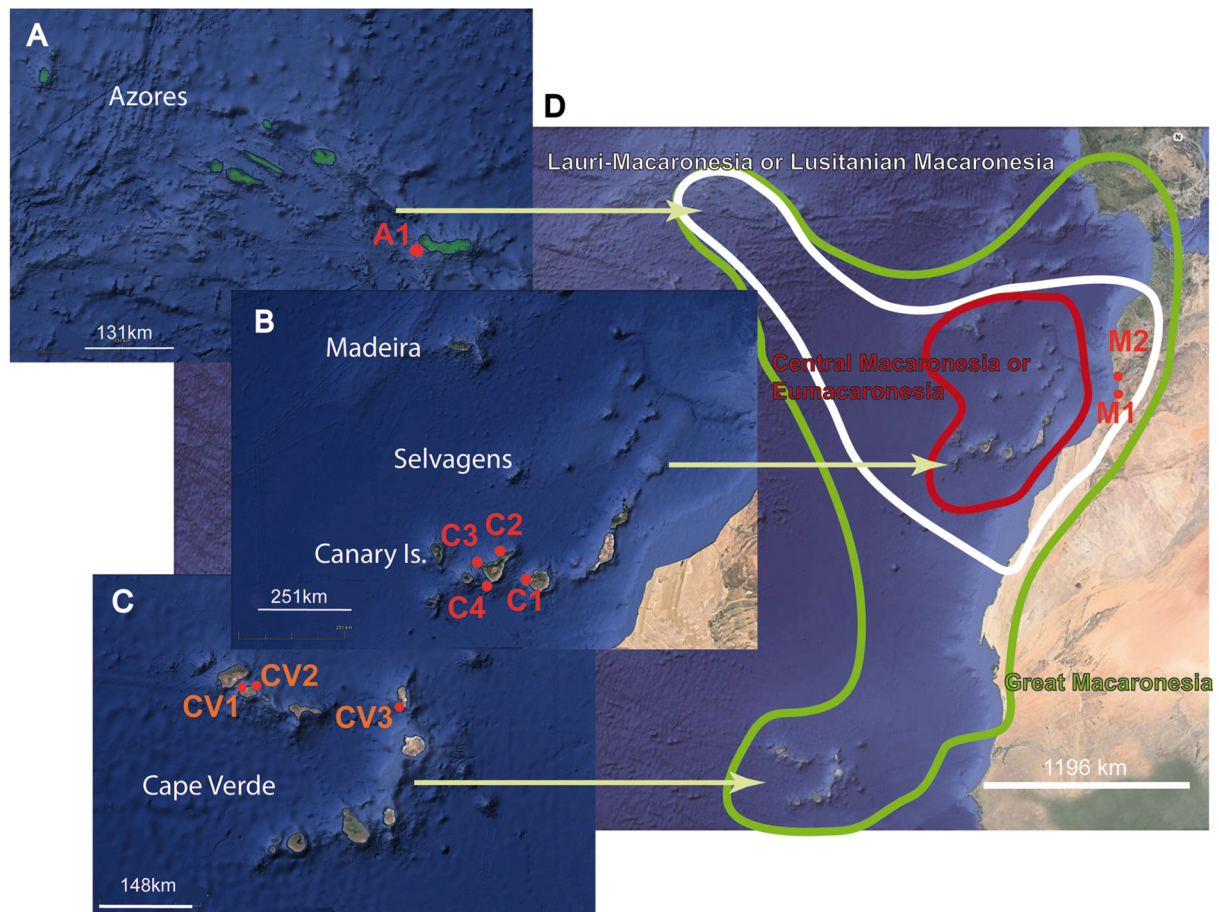 A
Azores
A1
131km
B
Madeira
Selvagens
Canary Is.
C3
C2
C4
C1
251km
C
CV2
CV1
CV3
Cape Verde
148km
D
N
Lauri-Macaronesia or Lusitanian Macaronesia
Central Macaronesia or
Eumacaronesia
M2
M1
Great Macaronesia
1196 km